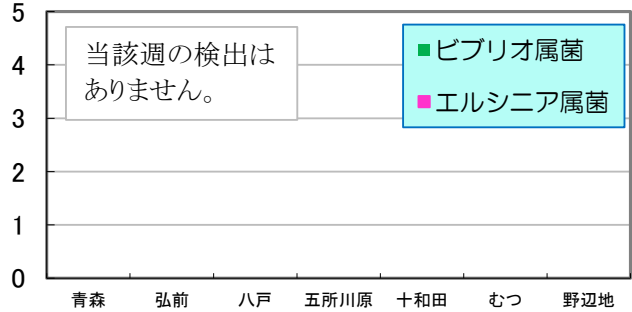 5
4
3
2
1
0
当該週の検出は
ありません。
ビブリオ属菌
エルシニア属菌
青森 弘前 八戸 五所川原 十和田 むつ 野辺地